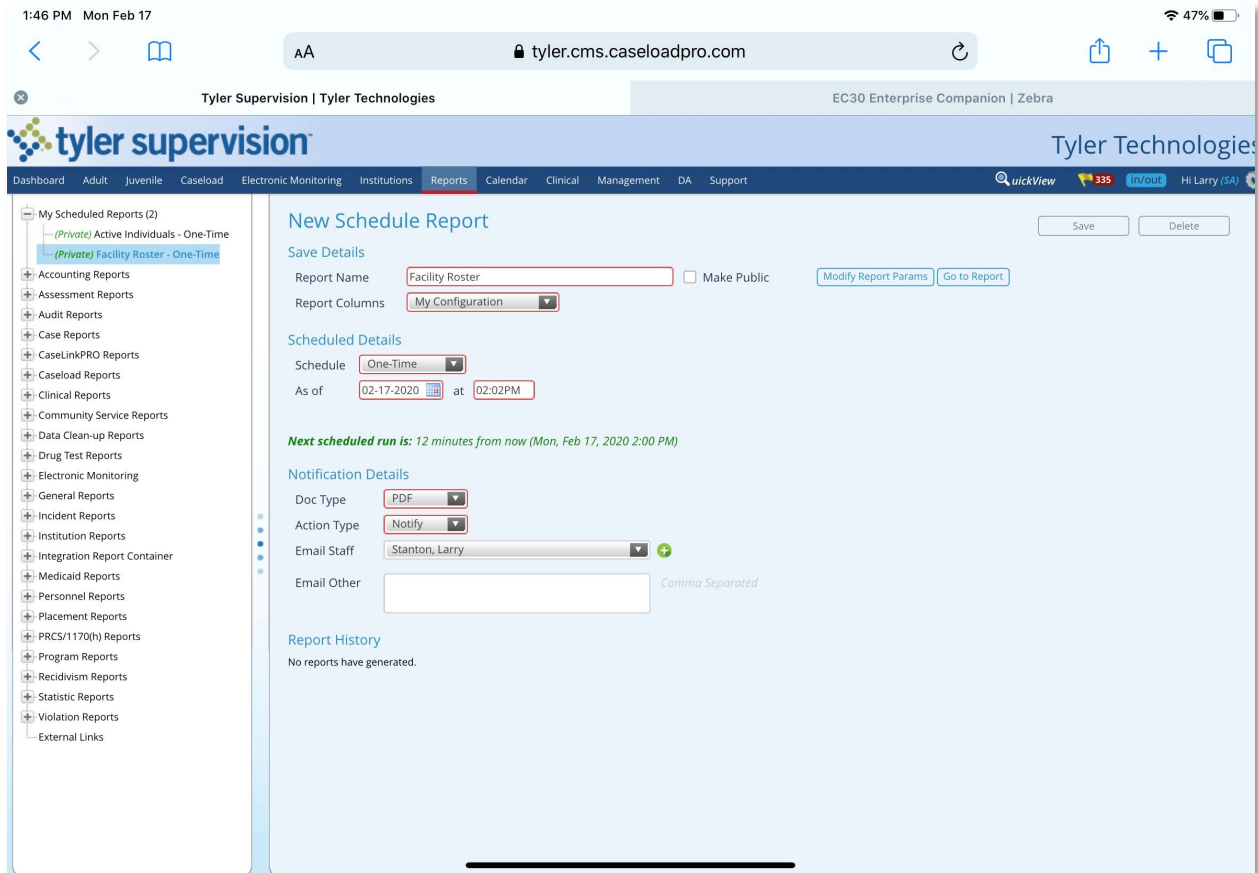 1:46 PM Mon Feb 17 47%
AA tyler.cms.caseloadpro.com
Tyler Supervision | Tyler Technologies EC30 Enterprise Companion | Zebra
tyler supervision™ Tyler Technologies
Dashboard Adult Juvenile Caseload Electronic Monitoring Institutions Reports Calendar Clinical Management DA Support QuickView 335 in/out Hi Larry (SA)
My Scheduled Reports (2)
(Private) Active Individuals - One-Time
(Private) Facility Roster - One-Time
Accounting Reports
Assessment Reports
Audit Reports
Case Reports
CaseLinkPRO Reports
Caseload Reports
Clinical Reports
Community Service Reports
Data Clean-up Reports
Drug Test Reports
Electronic Monitoring
General Reports
Incident Reports
Institution Reports
Integration Report Container
Medicaid Reports
Personnel Reports
Placement Reports
PRCS/1170(h) Reports
Program Reports
Recidivism Reports
Statistic Reports
Violation Reports
External Links
New Schedule Report Save Delete
Save Details
Report Name Facility Roster Make Public Modify Report Params Go to Report
Report Columns My Configuration
Scheduled Details
Schedule One-Time
As of 02-17-2020 at 02:02PM
Next scheduled run is: 12 minutes from now (Mon, Feb 17, 2020 2:00 PM)
Notification Details
Doc Type PDF
Action Type Notify
Email Staff Stanton, Larry
Email Other Comma Separated
Report History
No reports have generated.